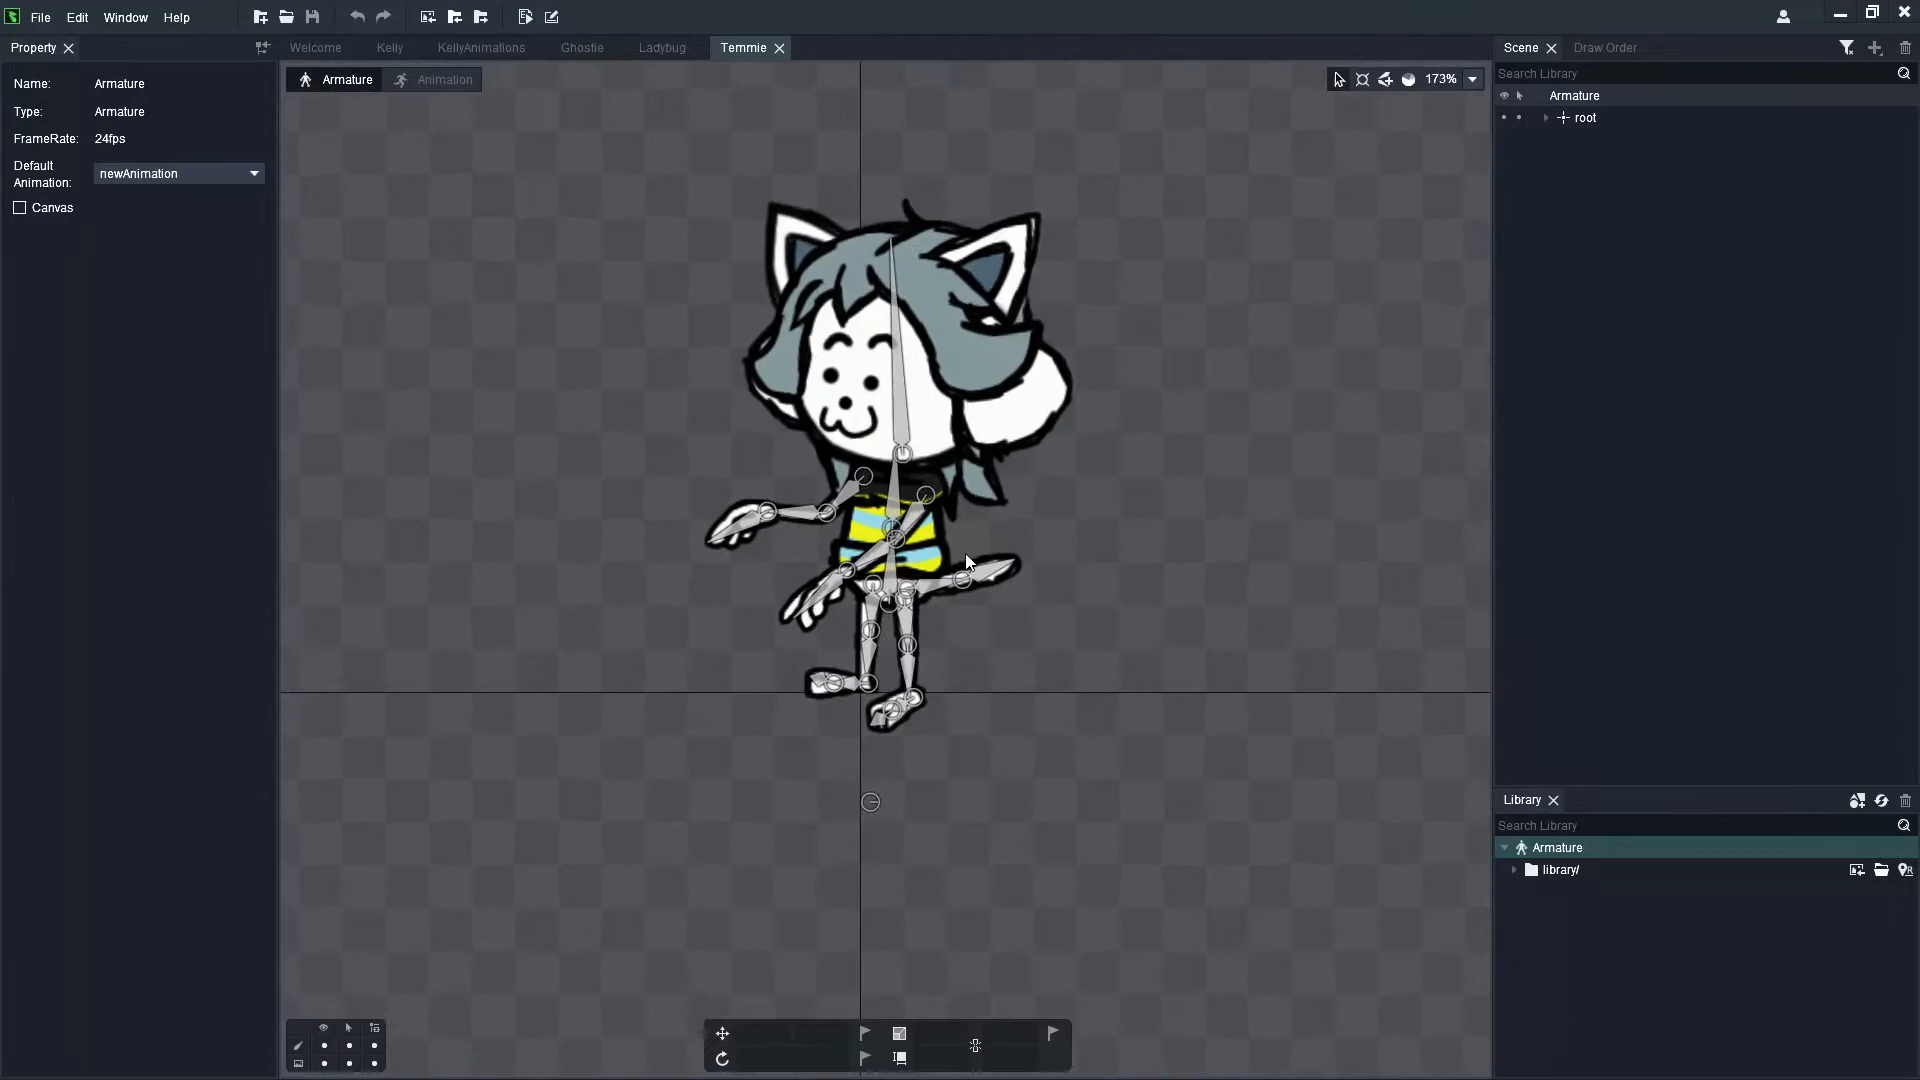 File Edit Window Help
Property
Welcome Kelly KellyAnimations Ghostie Ladybug Temmie
Scene Draw Order
Name: Armature
Type: Armature
FrameRate: 24fps
Default
Animation: newAnimation
Canvas
Armature Animation
173%
Search Library
Armature
root
Library
Search Library
Armature
library/